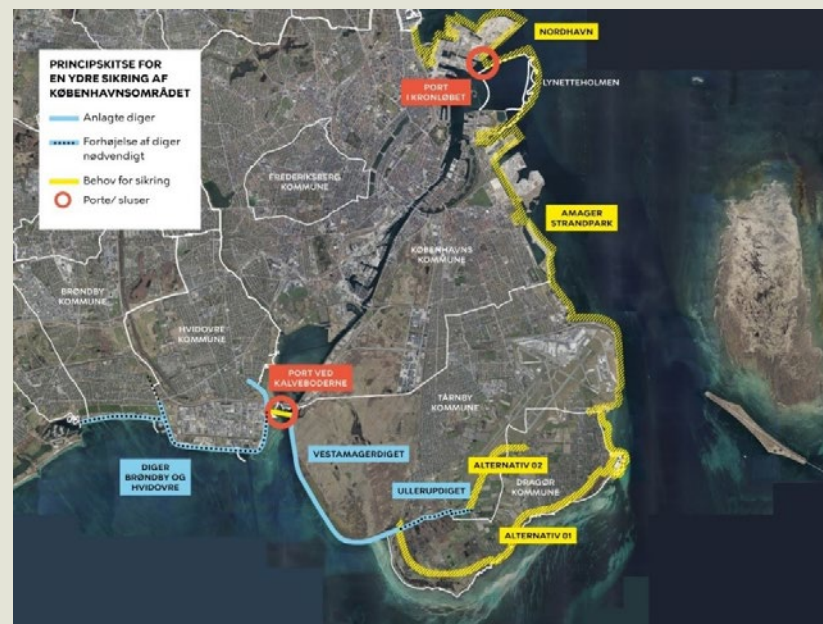 PRINCIPSKITSE FOR
EN YDRE SIKRING AF
KØBENHAVNSOMRÅDET
Anlagte diger
Forhøjelse af diger
nødvendigt
Behov for sikring
Porte/ sluser
NORDHAVN
PORT
I KRONLØBET
LYNETTEHOLMEN
FREDERIKSBERG
KOMMUNE
AMAGER
STRANDPARK
KØBENHAVNS
KOMMUNE
BRØNDBY
KOMMUNE
HVIDOVRE
KOMMUNE
PORT VED
KALVEBODERNE
TÅRNBY
KOMMUNE
VESTAMAGERDIGET
ALTERNATIV 02
DIGER
BRØNDBY OG
HVIDOVRE
ULLERUPDIGET
DRAGØR
KOMMUNE
ALTERNATIV 01